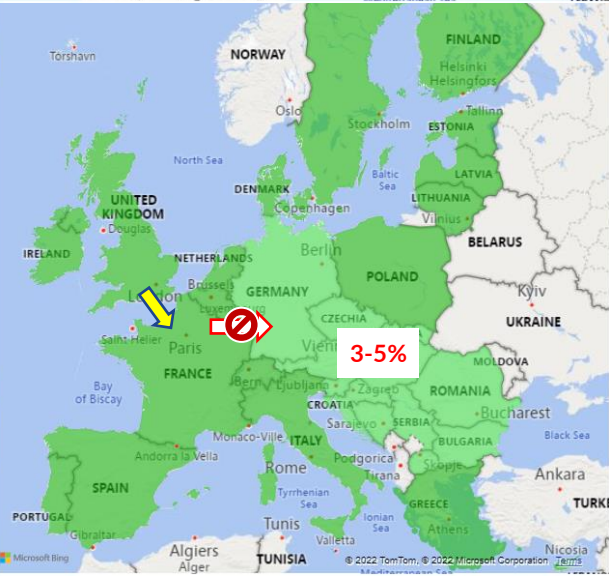 FINLAND
Tórshavn
NORWAY
Helsinki
Helsingfors
Oslo
Tallinn
Stockholm
ESTONIA
North Sea
Baltic
Sea
LATVIA
DENMARK
LITHUANIA
UNITED
KINGDOM
Copenhagen
Vilnius
Douglas
BELARUS
IRELAND
NETHERLANDS
Berlin
POLAND
London
Brussels
GERMANY
Kyiv
Luxembourg
CZECHIA
UKRAINE
Saint Helier
Paris
3-5%
MOLDOVA
FRANCE
Bern
Ljubljana
Zagreb
ROMANIA
Bay
of Biscay
CROATIA
Bucharest
Sarajevo
SERBIA
Monaco-Ville
ITALY
BULGARIA
Black Sea
Andorra la Vella
Podgorica
Skopje
Rome
Tirana
Ankara
SPAIN
Tyrrhenian
Sea
GREECE
PORTUGAL
Ionian
Sea
Athens
Gibraltar
Tunis
Valletta
Nicosia
Algiers
Alger
TUNISIA
Microsoft Bing
© 2022 TomTom, © 2022 Microsoft Corporation Terms
Mediterranean Sea